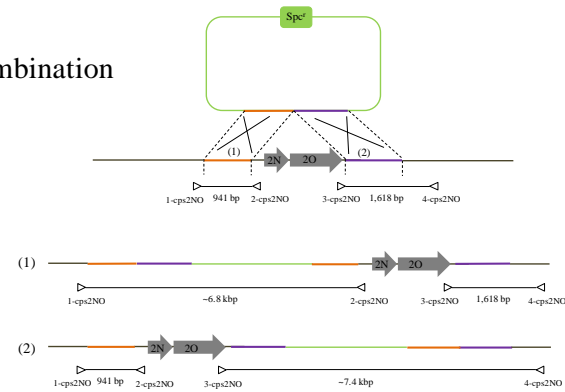 Spcʳ
mbination
(1) 2N 2O (2)
941 bp 1,618 bp
1-cps2NO 2-cps2NO 3-cps2NO 4-cps2NO
(1) 2N 2O
1-cps2NO ~6.8 kbp 2-cps2NO 3-cps2NO 1,618 bp 4-cps2NO
(2) 2N 2O
1-cps2NO 941 bp 2-cps2NO 3-cps2NO ~7.4 kbp 4-cps2NO